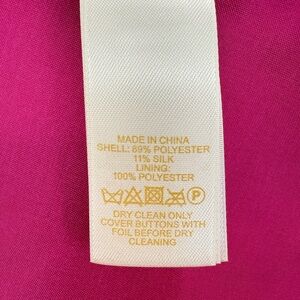 MADE IN CHINA
SHELL: 89% POLYESTER
11% SILK
LINING:
100% POLYESTER
P
DRY CLEAN ONLY
COVER BUTTONS WITH
FOIL BEFORE DRY
CLEANING